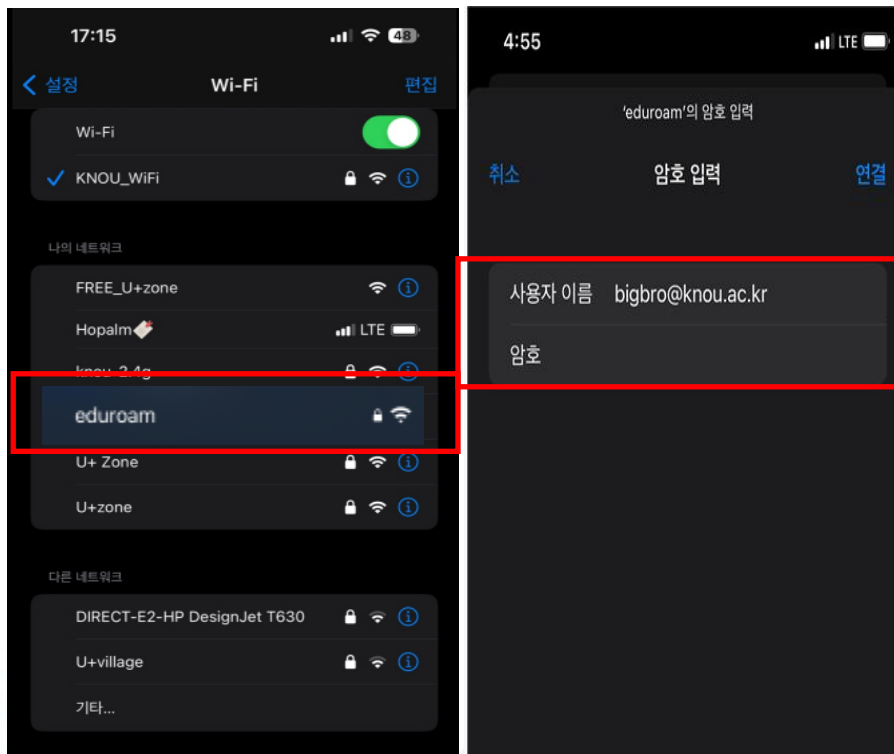 17:15
48
설정
Wi-Fi
편집
Wi-Fi
KNOU_WiFi
나의 네트워크
FREE_U+zone
Hopalm
LTE
knou-2.4g
eduroam
U+ Zone
U+zone
다른 네트워크
DIRECT-E2-HP DesignJet T630
U+village
기타...
4:55
LTE
'eduroam'의 암호 입력
취소
암호 입력
연결
사용자 이름 bigbro@knou.ac.kr
암호